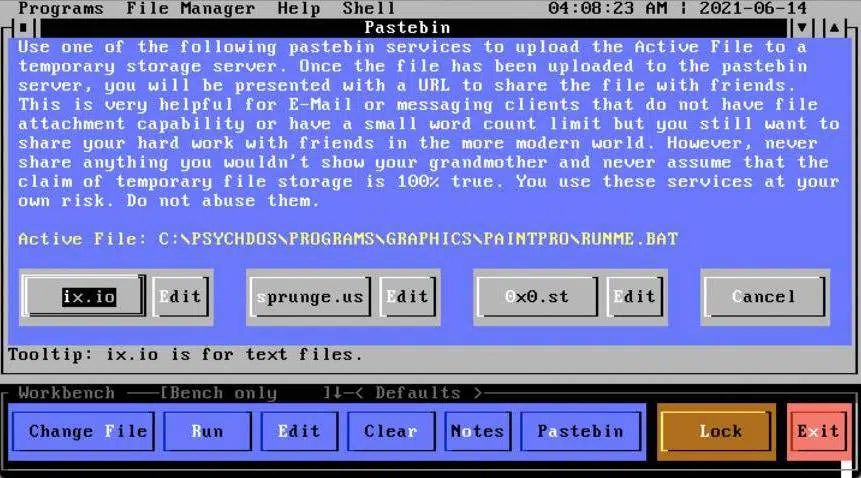 Programs File Manager Help Shell 04:08:23 AM | 2021-06-14
Pastebin
Use one of the following pastebin services to upload the Active File to a
temporary storage server. Once the file has been uploaded to the pastebin
server, you will be presented with a URL to share the file with friends.
This is very helpful for E-Mail or messaging clients that do not have file
attachment capability or have a small word count limit but you still want to
share your hard work with friends in the more modern world. However, never
share anything you wouldn't show your grandmother and never assume that the
claim of temporary file storage is 100% true. You use these services at your
own risk. Do not abuse them.
Active File: C:\PSYCHDOS\PROGRAMS\GRAPHICS\PAINTPRO\RUNME.BAT
ix.io Edit sprunge.us Edit 0x0.st Edit Cancel
Tooltip: ix.io is for text files.
Workbench [Bench only ]↓ < Defaults >
Change File Run Edit Clear Notes Pastebin Lock Exit